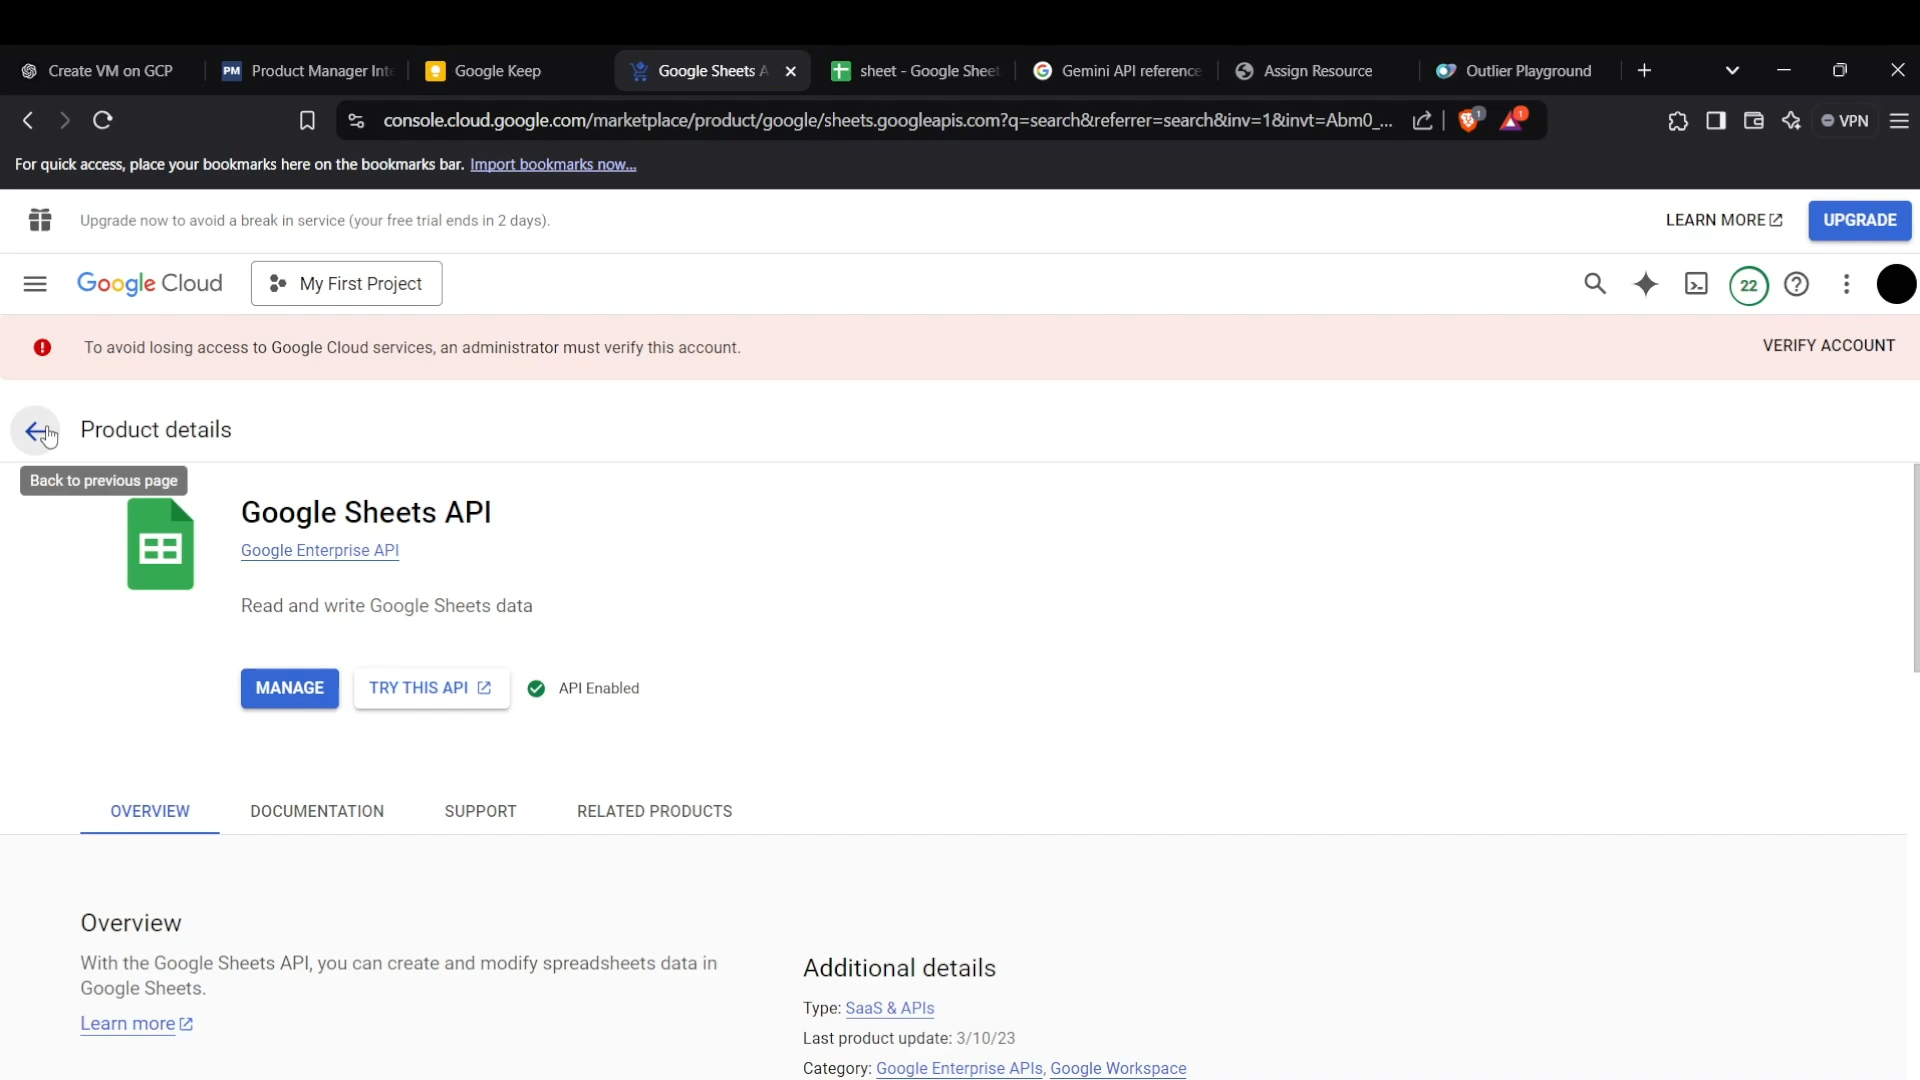 Create VM on GCP
Product Manager Inte
Google Keep
Google Sheets A
sheet - Google Sheet
Gemini API reference
Assign Resource
Outlier Playground
console.cloud.google.com/marketplace/product/google/sheets.googleapis.com?q=search&referrer=search&inv=1&invt=Abm0_...
1
1
VPN
For quick access, place your bookmarks here on the bookmarks bar. Import bookmarks now...
Upgrade now to avoid a break in service (your free trial ends in 2 days).
LEARN MORE
UPGRADE
Google Cloud
My First Project
22
To avoid losing access to Google Cloud services, an administrator must verify this account.
VERIFY ACCOUNT
Product details
Back to previous page
Google Sheets API
Google Enterprise API
Read and write Google Sheets data
MANAGE
TRY THIS API
API Enabled
OVERVIEW
DOCUMENTATION
SUPPORT
RELATED PRODUCTS
Overview
With the Google Sheets API, you can create and modify spreadsheets data in
Google Sheets.
Learn more
Additional details
Type: SaaS & APIs
Last product update: 3/10/23
Category: Google Enterprise APIs, Google Workspace